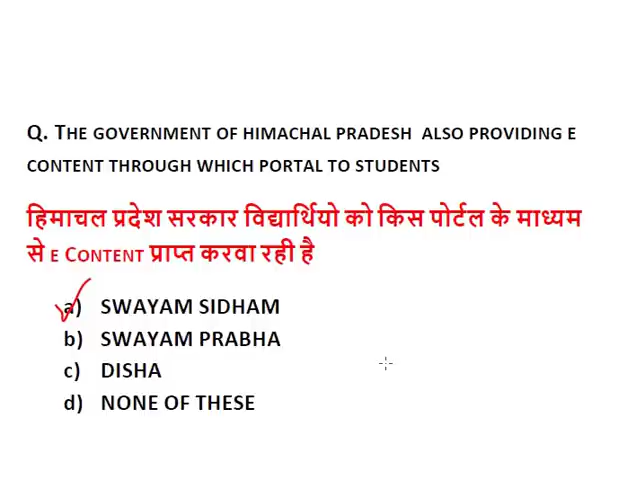 Q. THE GOVERNMENT OF HIMACHAL PRADESH ALSO PROVIDING E
CONTENT THROUGH WHICH PORTAL TO STUDENTS
हिमाचल प्रदेश सरकार विद्यार्थियो को किस पोर्टल के माध्यम
से E CONTENT प्राप्त करवा रही है
a) SWAYAM SIDHAM
b) SWAYAM PRABHA
c) DISHA
d) NONE OF THESE